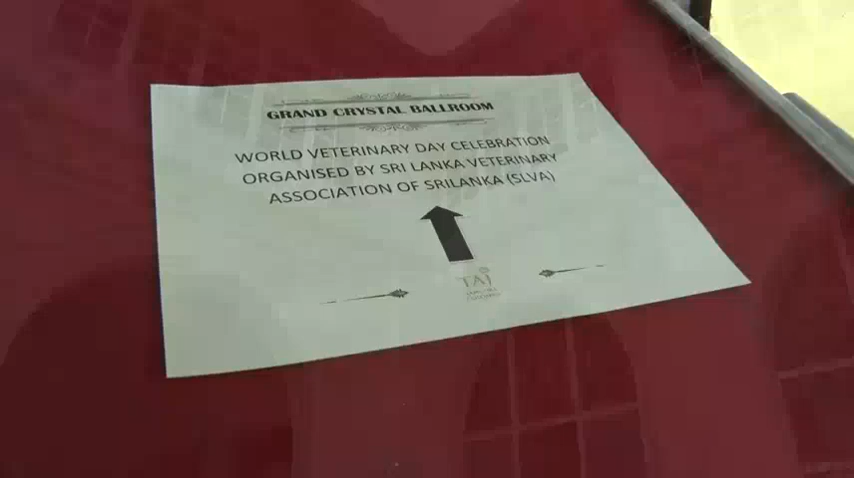 GRAND CRYSTAL BALLROOM
WORLD VETERINARY DAY CELEBRATION
ORGANISED BY SRI LANKA VETERINARY
ASSOCIATION OF SRILANKA (SLVA)
TAJ